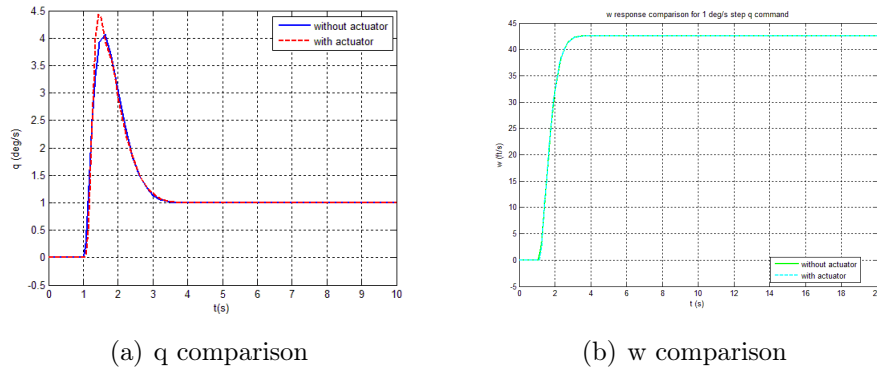 4.5
4
3.5
3
2.5
2
1.5
1
0.5
0
-0.5
q (deg/s)
without actuator
with actuator
0 1 2 3 4 5 6 7 8 9 10
t(s)
(a) q comparison
w response comparison for 1 deg/s step q command
45
40
35
30
25
20
15
10
5
0
-5
w (ft/s)
without actuator
with actuator
0 2 4 6 8 10 12 14 16 18 20
t (s)
(b) w comparison